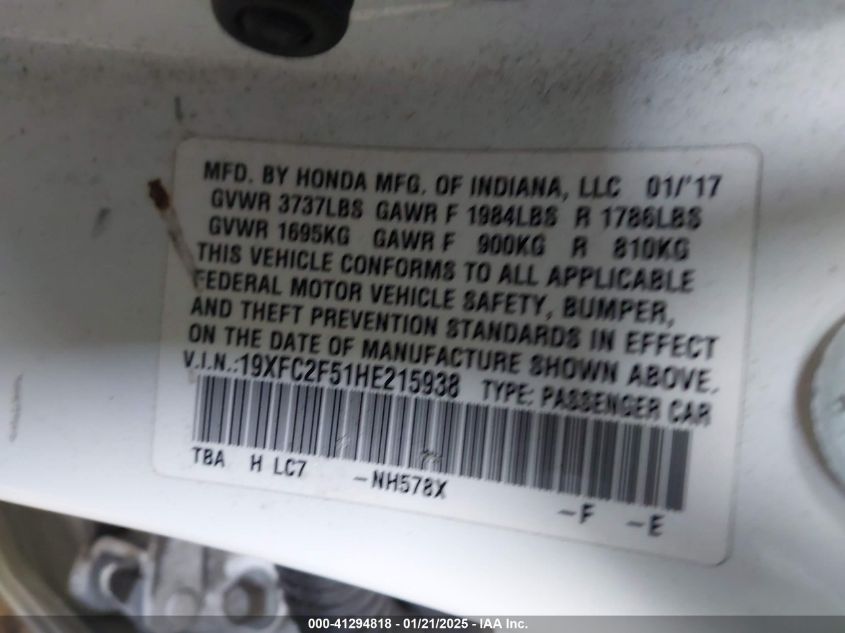 MFD. BY HONDA MFG. OF INDIANA, LLC 01/'17
GVWR 3737LBS GAWR F 1984LBS R 1786LBS
GVWR 1695KG GAWR F 900KG R 810KG
THIS VEHICLE CONFORMS TO ALL APPLICABLE
FEDERAL MOTOR VEHICLE SAFETY, BUMPER,
AND THEFT PREVENTION STANDARDS IN EFFECT
ON THE DATE OF MANUFACTURE SHOWN ABOVE.
V.I.N.:19XFC2F51HE215938 TYPE: PASSENGER CAR
TBA H LC7 -NH578X -F -E
000-41294818 - 01/21/2025 - IAA Inc.